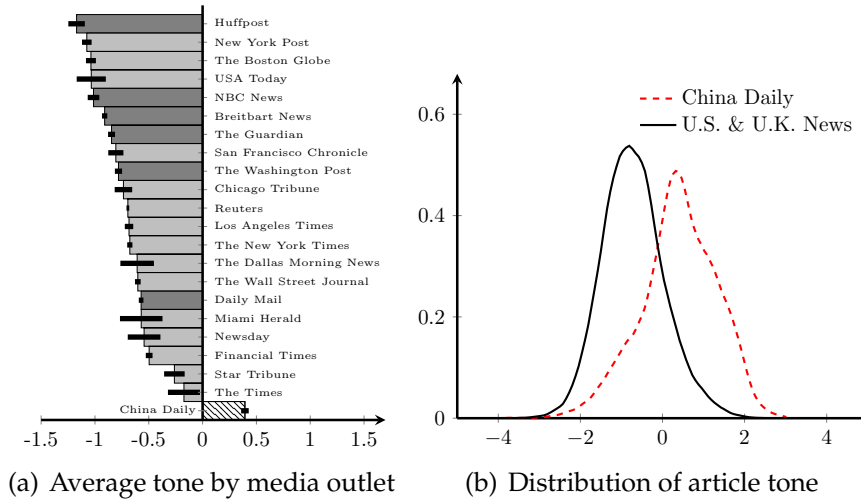 Huffpost
New York Post
The Boston Globe
USA Today
NBC News
Breitbart News
The Guardian
San Francisco Chronicle
The Washington Post
Chicago Tribune
Reuters
Los Angeles Times
The New York Times
The Dallas Morning News
The Wall Street Journal
Daily Mail
Miami Herald
Newsday
Financial Times
Star Tribune
The Times
China Daily
-1.5 -1 -0.5 0 0.5 1 1.5
(a) Average tone by media outlet
China Daily
U.S. & U.K. News
0.6
0.4
0.2
0
−4 −2 0 2 4
(b) Distribution of article tone